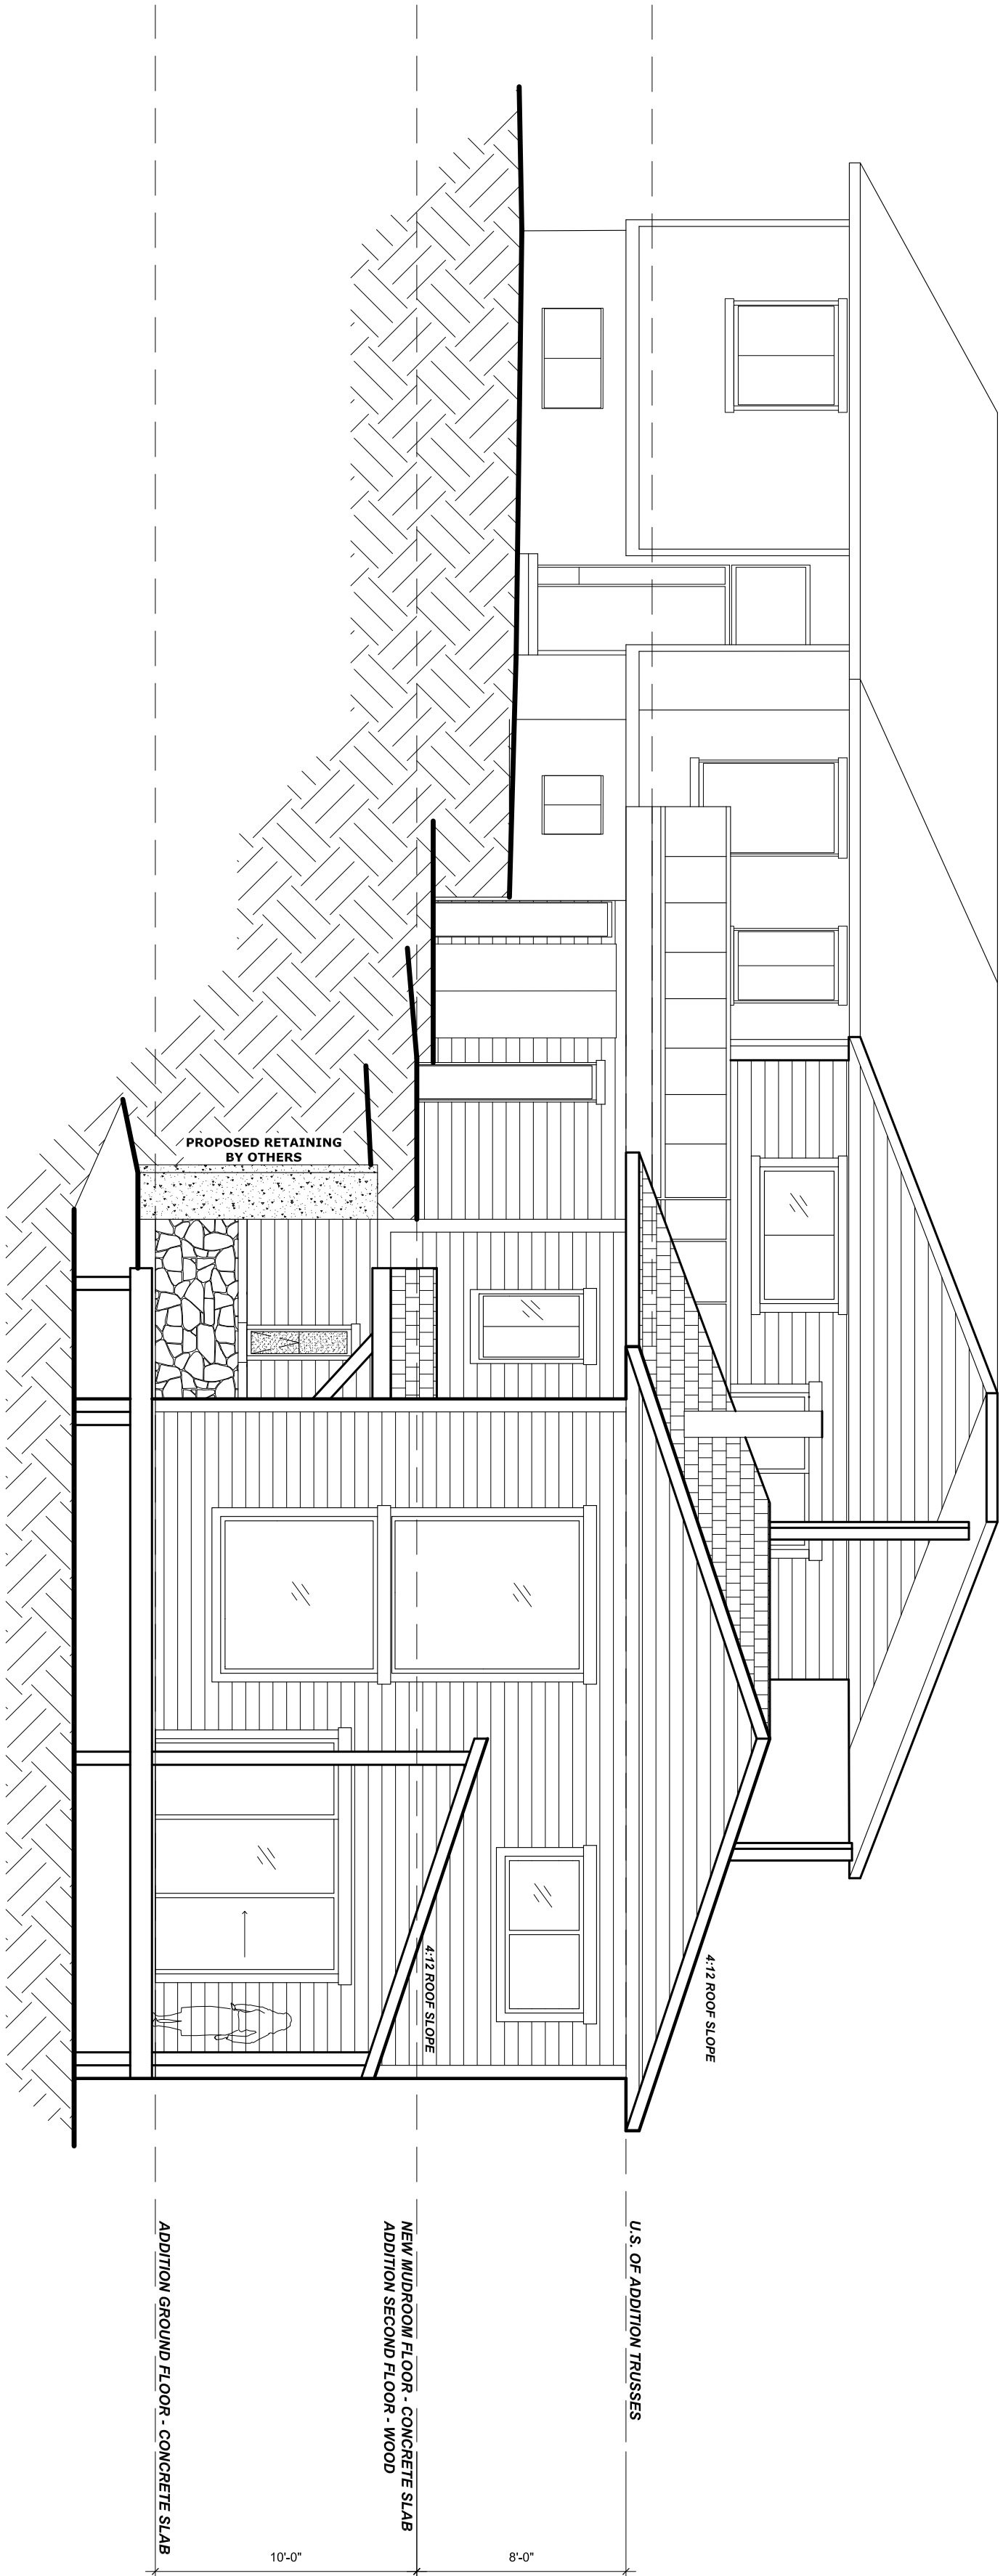 PROPOSED RETAINING
BY OTHERS
4:12 ROOF SLOPE
4:12 ROOF SLOPE
U.S. OF ADDITION TRUSSES
NEW MUDROOM FLOOR - CONCRETE SLAB
ADDITION SECOND FLOOR - WOOD
ADDITION GROUND FLOOR - CONCRETE SLAB
10'-0"
8'-0"